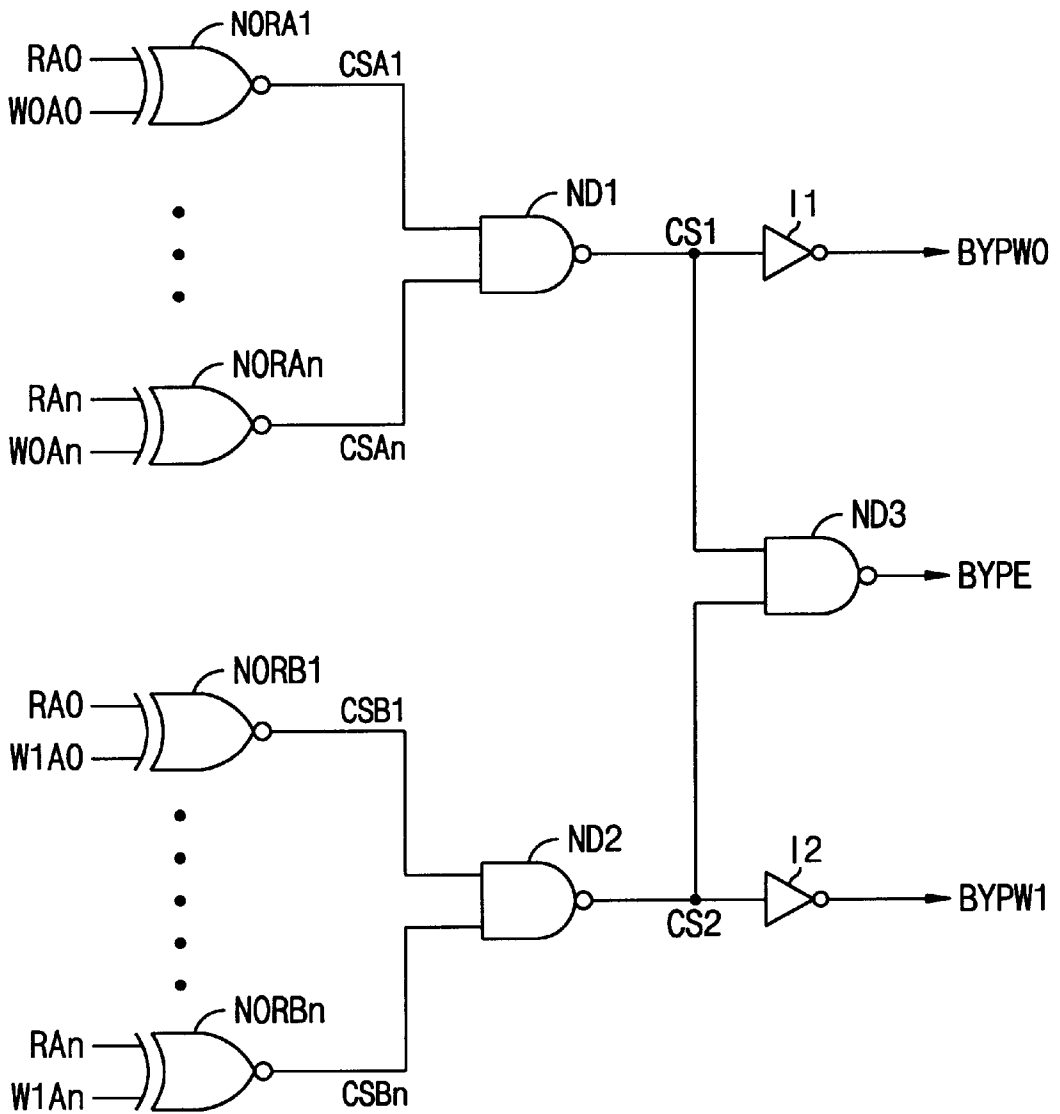 NORA1
RA0
CSA1
W0A0
ND1
I1
CS1
BYPW0
NORAn
RAn
W0An
CSAn
ND3
BYPE
NORB1
RA0
CSB1
W1A0
ND2
I2
CS2
BYPW1
NORBn
RAn
W1An
CSBn